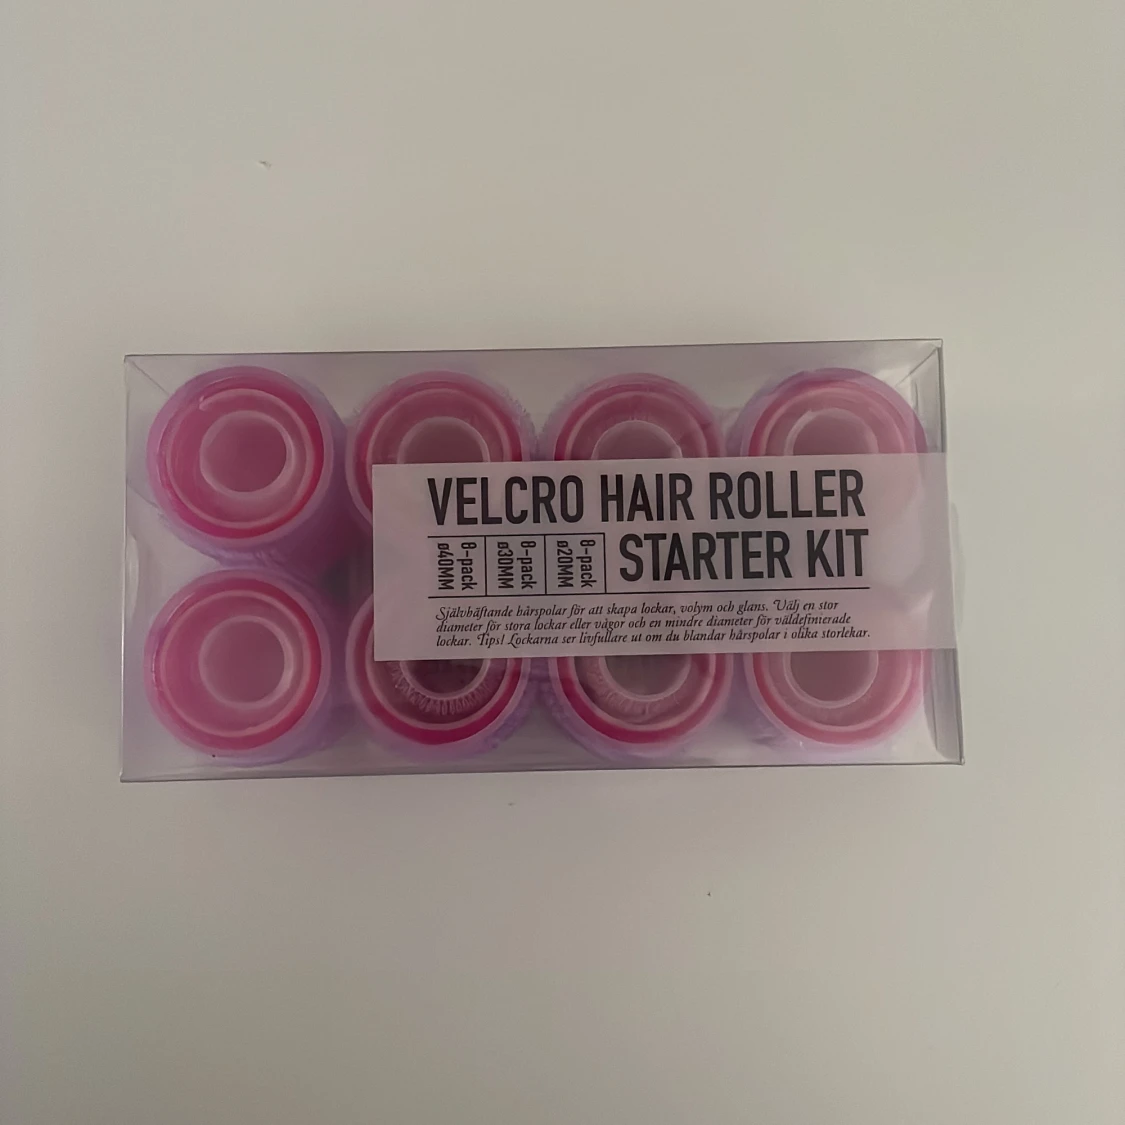 VELCRO HAIR ROLLER
STARTER KIT
8-pack
ø20MM
8-pack
ø30MM
8-pack
ø40MM
Självhäftande hårspolar för att skapa lockar, volym och glans. Välj en stor
diameter för stora lockar eller vågor och en mindre diameter för väldefinierade
lockar. Tips! Lockarna ser livfullare ut om du blandar hårspolar i olika storlekar.